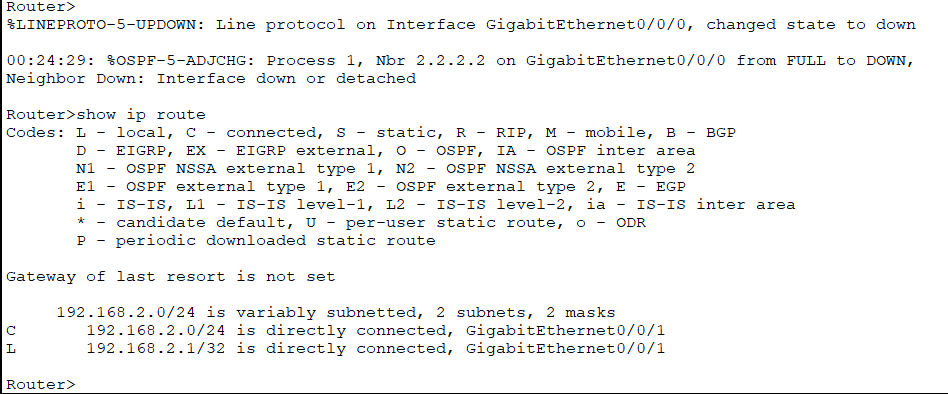 Router>
%LINEPROTO-5-UPDOWN: Line protocol on Interface GigabitEthernet0/0/0, changed state to down
00:24:29: %OSPF-5-ADJCHG: Process 1, Nbr 2.2.2.2 on GigabitEthernet0/0/0 from FULL to DOWN,
Neighbor Down: Interface down or detached
Router>show ip route
Codes: L - local, C - connected, S - static, R - RIP, M - mobile, B - BGP
D - EIGRP, EX - EIGRP external, O - OSPF, IA - OSPF inter area
N1 - OSPF NSSA external type 1, N2 - OSPF NSSA external type 2
E1 - OSPF external type 1, E2 - OSPF external type 2, E - EGP
i - IS-IS, L1 - IS-IS level-1, L2 - IS-IS level-2, ia - IS-IS inter area
* - candidate default, U - per-user static route, o - ODR
P - periodic downloaded static route
Gateway of last resort is not set
192.168.2.0/24 is variably subnetted, 2 subnets, 2 masks
C 192.168.2.0/24 is directly connected, GigabitEthernet0/0/1
L 192.168.2.1/32 is directly connected, GigabitEthernet0/0/1
Router>